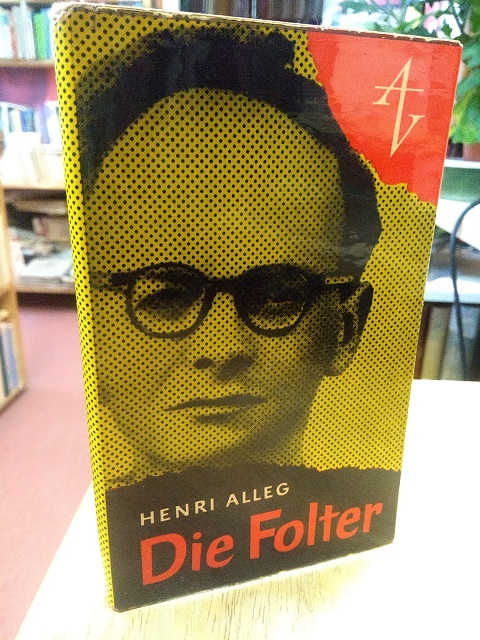 AV
HENRI ALLEG
Die Folter